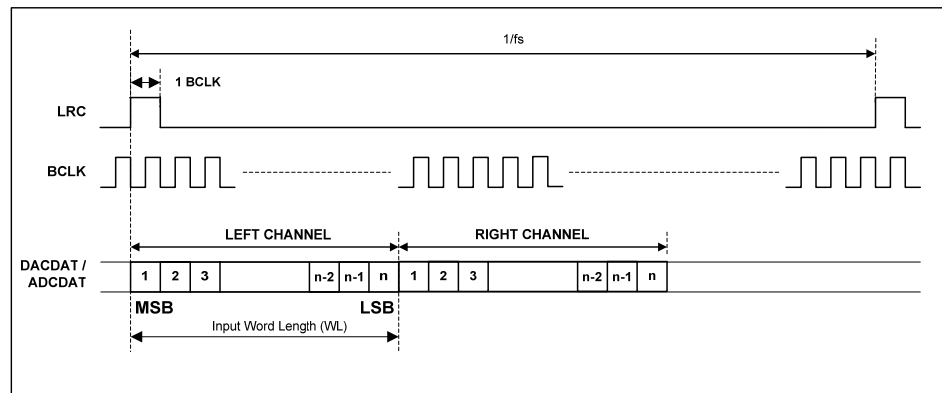 1/fs
1 BCLK
LRC
BCLK
LEFT CHANNEL RIGHT CHANNEL
DACDAT /
ADCDAT
1 2 3 n-2 n-1 n 1 2 3 n-2 n-1 n
MSB LSB
Input Word Length (WL)